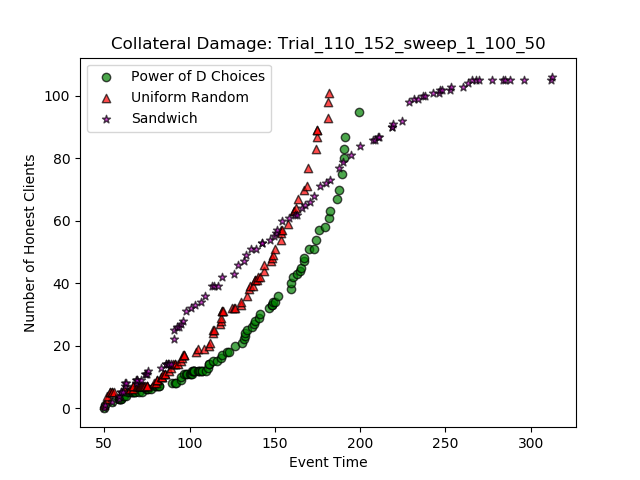 Collateral Damage: Trial_110_152_sweep_1_100_50
Power of D Choices
Uniform Random
Sandwich
Number of Honest Clients
100
80
60
40
20
0
50 100 150 200 250 300
Event Time